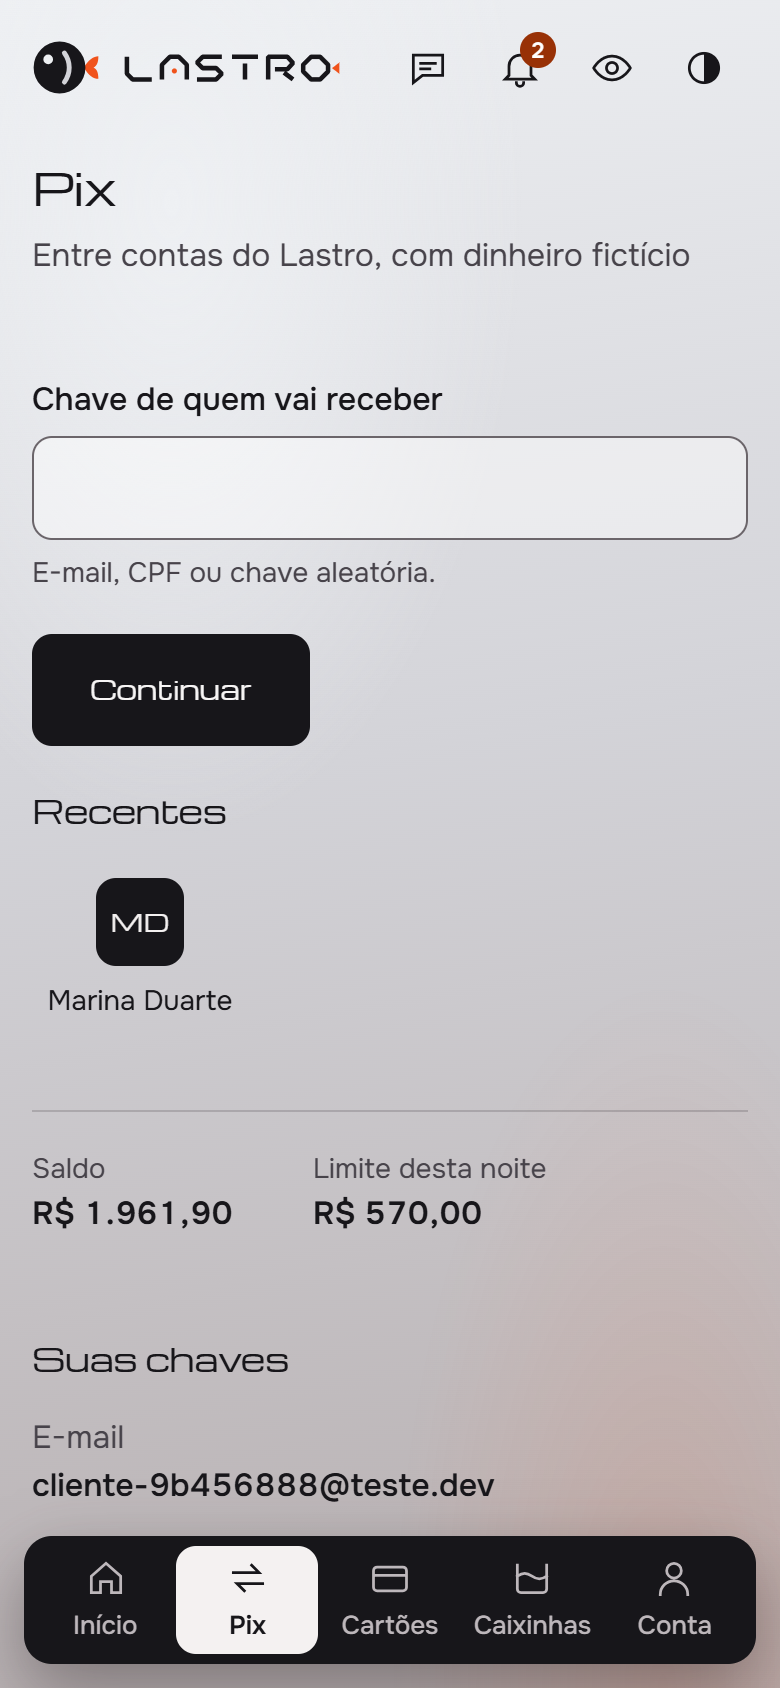 LASTRO
2
Pix
Entre contas do Lastro, com dinheiro fictício
Chave de quem vai receber
E-mail, CPF ou chave aleatória.
Continuar
Recentes
MD
Marina Duarte
Saldo
R$ 1.961,90
Limite desta noite
R$ 570,00
Suas chaves
E-mail
cliente-9b456888@teste.dev
Início
Pix
Cartões
Caixinhas
Conta